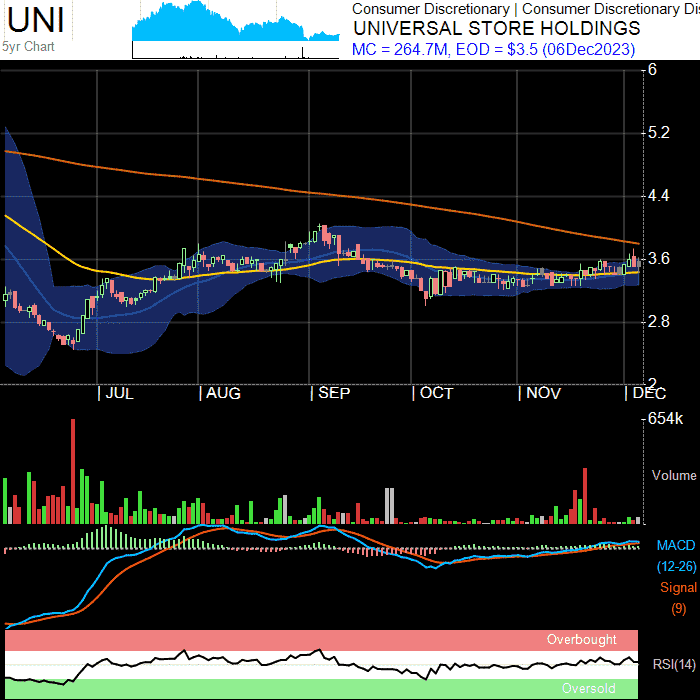 UNI
5yr Chart
Consumer Discretionary | Consumer Discretionary Dis
UNIVERSAL STORE HOLDINGS
MC = 264.7M, EOD = $3.5 (06Dec2023)
6
5.2
4.4
3.6
2.8
2
| JUL | AUG | SEP | OCT | NOV | DEC
654k
Volume
MACD
(12-26)
Signal
(9)
Overbought
RSI(14)
Oversold